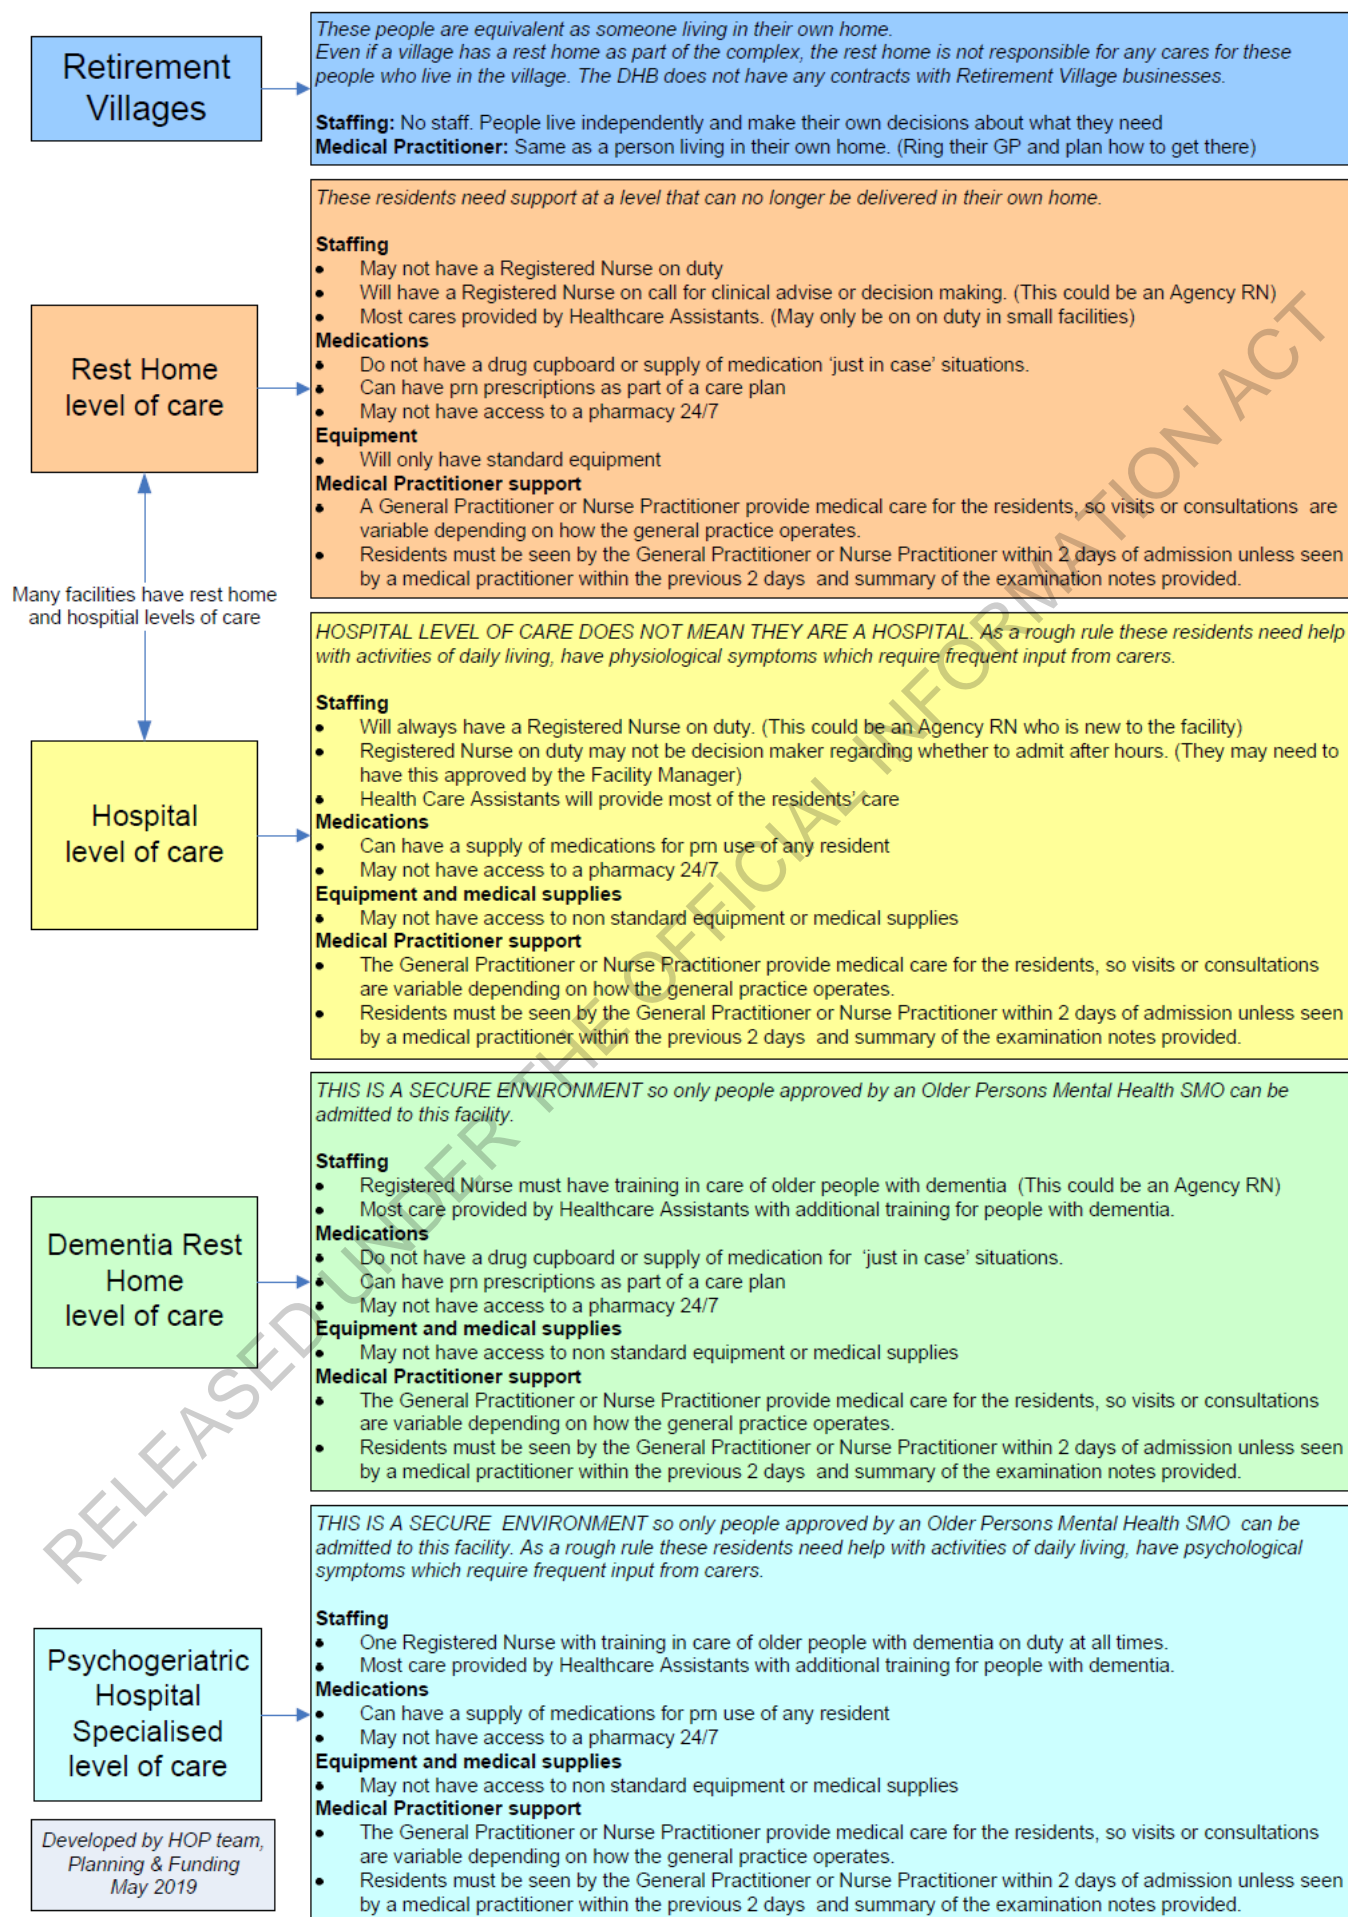 Retirement
Villages
These people are equivalent as someone living in their own home.
Even if a village has a rest home as part of the complex, the rest home is not responsible for any cares for these
people who live in the village. The DHB does not have any contracts with Retirement Village businesses.
Staffing: No staff. People live independently and make their own decisions about what they need
Medical Practitioner: Same as a person living in their own home. (Ring their GP and plan how to get there)
Rest Home
level of care
These residents need support at a level that can no longer be delivered in their own home.
Staffing
• May not have a Registered Nurse on duty
• Will have a Registered Nurse on call for clinical advise or decision making. (This could be an Agency RN)
• Most cares provided by Healthcare Assistants. (May only be on on duty in small facilities)
Medications
• Do not have a drug cupboard or supply of medication ‘just in case’ situations.
• Can have prn prescriptions as part of a care plan
• May not have access to a pharmacy 24/7
Equipment
• Will only have standard equipment
Medical Practitioner support
• A General Practitioner or Nurse Practitioner provide medical care for the residents, so visits or consultations are
variable depending on how the general practice operates.
• Residents must be seen by the General Practitioner or Nurse Practitioner within 2 days of admission unless seen
by a medical practitioner within the previous 2 days and summary of the examination notes provided.
Many facilities have rest home
and hospitial levels of care
Hospital
level of care
HOSPITAL LEVEL OF CARE DOES NOT MEAN THEY ARE A HOSPITAL. As a rough rule these residents need help
with activities of daily living, have physiological symptoms which require frequent input from carers.
Staffing
• Will always have a Registered Nurse on duty. (This could be an Agency RN who is new to the facility)
• Registered Nurse on duty may not be decision maker regarding whether to admit after hours. (They may need to
have this approved by the Facility Manager)
• Health Care Assistants will provide most of the residents’ care
Medications
• Can have a supply of medications for prn use of any resident
• May not have access to a pharmacy 24/7
Equipment and medical supplies
• May not have access to non standard equipment or medical supplies
Medical Practitioner support
• The General Practitioner or Nurse Practitioner provide medical care for the residents, so visits or consultations
are variable depending on how the general practice operates.
• Residents must be seen by the General Practitioner or Nurse Practitioner within 2 days of admission unless seen
by a medical practitioner within the previous 2 days and summary of the examination notes provided.
Dementia Rest
Home
level of care
THIS IS A SECURE ENVIRONMENT so only people approved by an Older Persons Mental Health SMO can be
admitted to this facility.
Staffing
• Registered Nurse must have training in care of older people with dementia (This could be an Agency RN)
• Most care provided by Healthcare Assistants with additional training for people with dementia.
Medications
• Do not have a drug cupboard or supply of medication for ‘just in case’ situations.
• Can have prn prescriptions as part of a care plan
• May not have access to a pharmacy 24/7
Equipment and medical supplies
• May not have access to non standard equipment or medical supplies
Medical Practitioner support
• The General Practitioner or Nurse Practitioner provide medical care for the residents, so visits or consultations
are variable depending on how the general practice operates.
• Residents must be seen by the General Practitioner or Nurse Practitioner within 2 days of admission unless seen
by a medical practitioner within the previous 2 days and summary of the examination notes provided.
Psychogeriatric
Hospital
Specialised
level of care
THIS IS A SECURE ENVIRONMENT so only people approved by an Older Persons Mental Health SMO can be
admitted to this facility. As a rough rule these residents need help with activities of daily living, have psychological
symptoms which require frequent input from carers.
Staffing
• One Registered Nurse with training in care of older people with dementia on duty at all times.
• Most care provided by Healthcare Assistants with additional training for people with dementia.
Medications
• Can have a supply of medications for prn use of any resident
• May not have access to a pharmacy 24/7
Equipment and medical supplies
• May not have access to non standard equipment or medical supplies
Medical Practitioner support
• The General Practitioner or Nurse Practitioner provide medical care for the residents, so visits or consultations
are variable depending on how the general practice operates.
• Residents must be seen by the General Practitioner or Nurse Practitioner within 2 days of admission unless seen
by a medical practitioner within the previous 2 days and summary of the examination notes provided.
Developed by HOP team,
Planning & Funding
May 2019
RELEASED UNDER THE OFFICIAL INFORMATION ACT